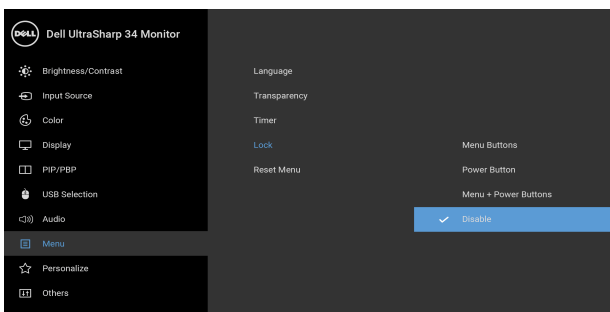 DELL Dell UltraSharp 34 Monitor
Brightness/Contrast
Input Source
Color
Display
PIP/PBP
USB Selection
Audio
Menu
Personalize
Others
Language
Transparency
Timer
Lock
Reset Menu
Menu Buttons
Power Button
Menu + Power Buttons
Disable